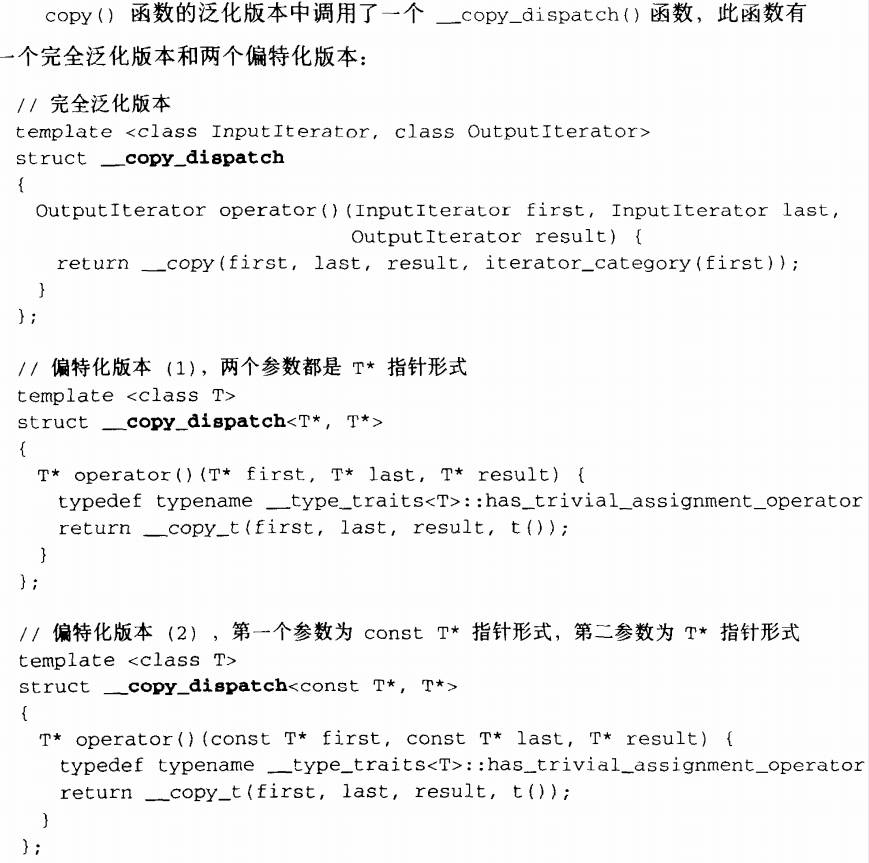 copy() 函数的泛化版本中调用了一个 __copy_dispatch() 函数，此函数有
一个完全泛化版本和两个偏特化版本：
// 完全泛化版本
template <class InputIterator, class OutputIterator>
struct __copy_dispatch
{
  OutputIterator operator()(InputIterator first, InputIterator last,
                            OutputIterator result) {
    return __copy(first, last, result, iterator_category(first));
  }
};
// 偏特化版本 (1)，两个参数都是 T* 指针形式
template <class T>
struct __copy_dispatch<T*, T*>
{
  T* operator()(T* first, T* last, T* result) {
    typedef typename __type_traits<T>::has_trivial_assignment_operator
    return __copy_t(first, last, result, t());
  }
};
// 偏特化版本 (2) ，第一个参数为 const T* 指针形式，第二参数为 T* 指针形式
template <class T>
struct __copy_dispatch<const T*, T*>
{
  T* operator()(const T* first, const T* last, T* result) {
    typedef typename __type_traits<T>::has_trivial_assignment_operator
    return __copy_t(first, last, result, t());
  }
};